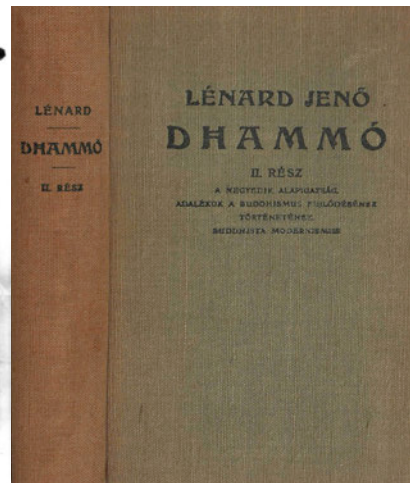 LÉNARD
DHAMMÓ
II. RÉSZ
LÉNARD JENŐ
DHAMMÓ
II. RÉSZ
A NEGYEDIK ALAPIGAZSÁG.
ADALÉKOK A BUDDHISMUS FEJLŐDÉSÉNEK
TÖRTÉNETÉHEZ.
BUDDHISTA MODERNISMUS